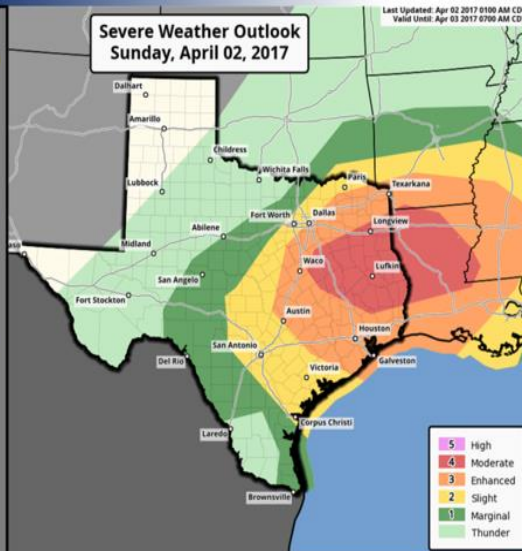 Last Updated: Apr 02 2017 0100 AM CD
Valid Until: Apr 03 2017 0700 AM CD
Severe Weather Outlook
Sunday, April 02, 2017
Dalhart
Amarillo
Childress
Wichita Falls
Lubbock
Paris
Texarkana
Fort Worth
Dallas
Abilene
Longview
aso
Midland
Waco
Lufkin
San Angelo
Fort Stockton
Austin
Houston
San Antonio
Galveston
Del Rio
Victoria
Corpus Christi
Laredo
Brownsville
5 High
4 Moderate
3 Enhanced
2 Slight
1 Marginal
Thunder